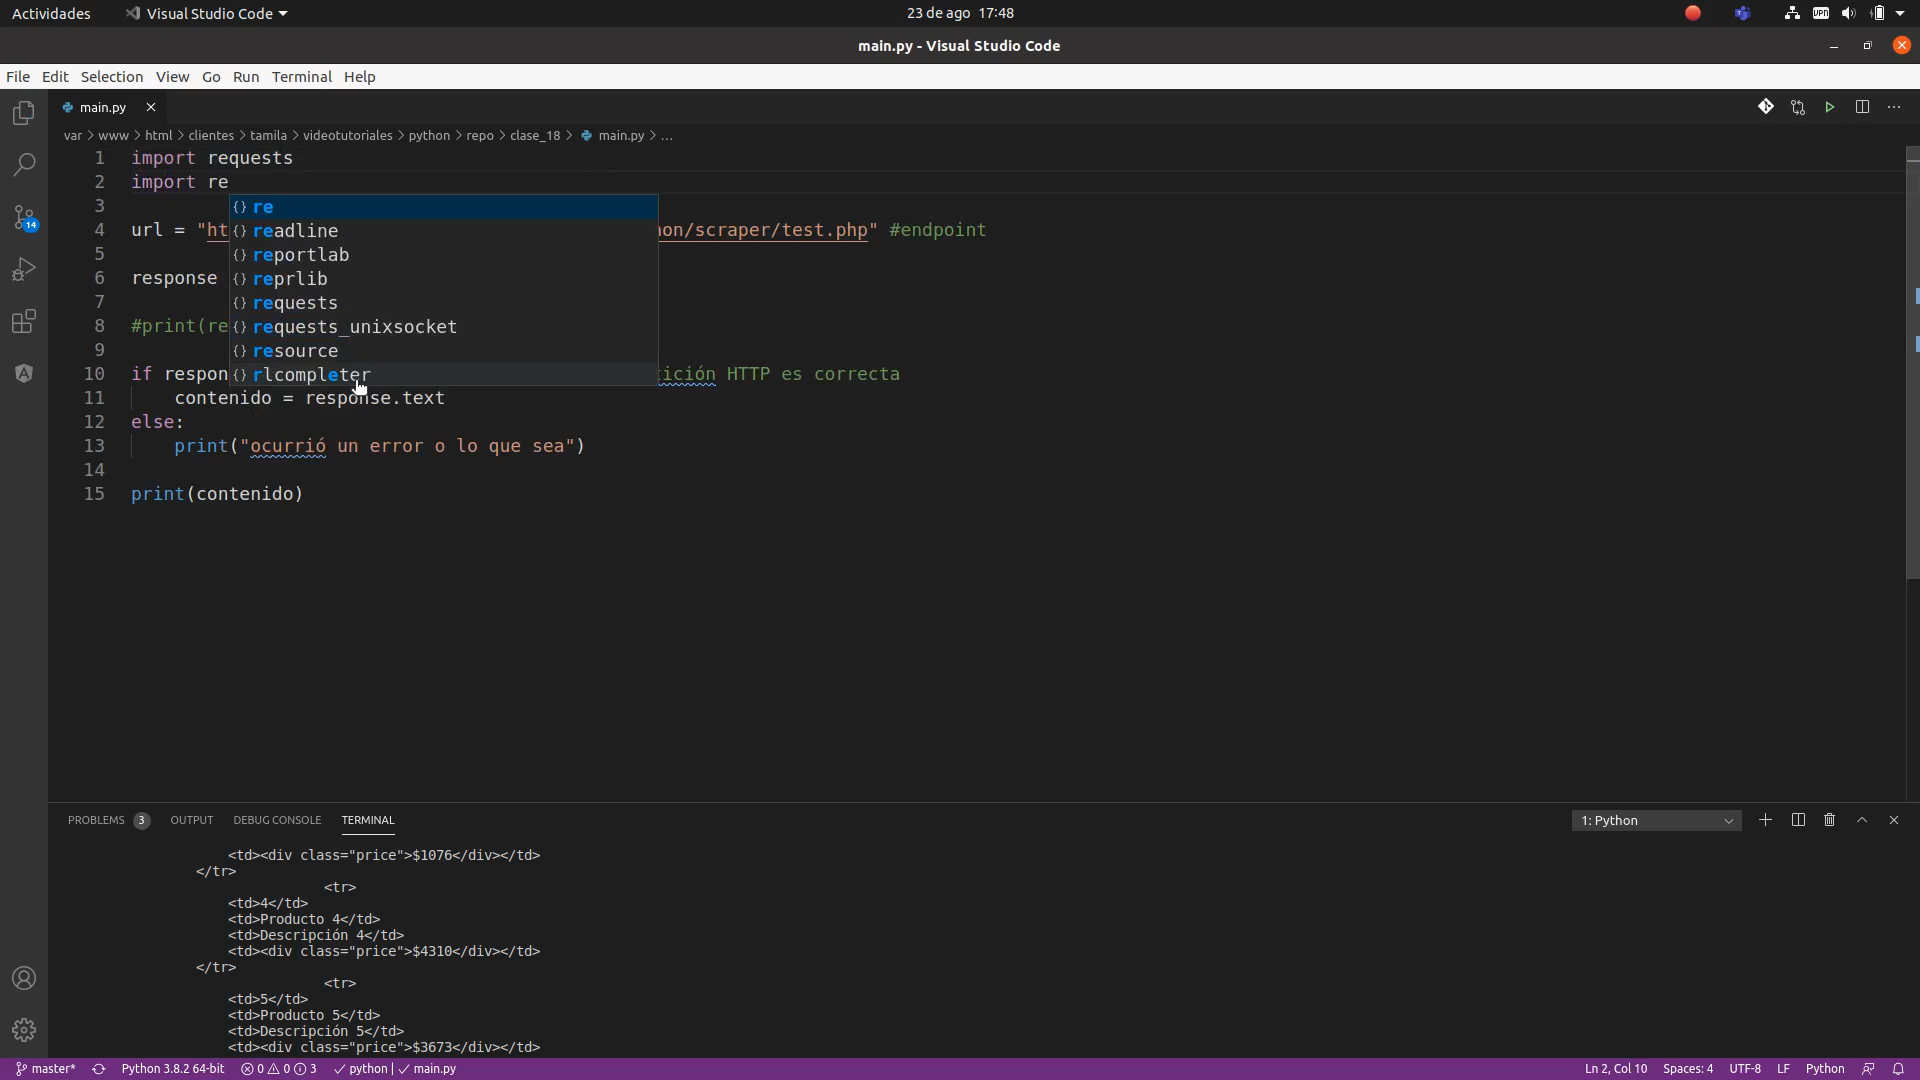 Actividades
Visual Studio Code
23 de ago 17:48
VPN
main.py - Visual Studio Code
File Edit Selection View Go Run Terminal Help
main.py
var > www > html > clientes > tamila > videotutoriales > python > repo > clase_18 > main.py > ...
1 import requests
2 import re
3
4 url = "ht on/scraper/test.php" #endpoint
5
6 response
7
8 #print(re
9
10 if respon ición HTTP es correcta
11 contenido = response.text
12 else:
13 print("ocurrió un error o lo que sea")
14
15 print(contenido)
{} re
{} readline
{} reportlab
{} reprlib
{} requests
{} requests_unixsocket
{} resource
{} rlcompleter
14
PROBLEMS 3 OUTPUT DEBUG CONSOLE TERMINAL
1: Python
<td><div class="price">$1076</div></td>
</tr>
<tr>
<td>4</td>
<td>Producto 4</td>
<td>Descripción 4</td>
<td><div class="price">$4310</div></td>
</tr>
<tr>
<td>5</td>
<td>Producto 5</td>
<td>Descripción 5</td>
<td><div class="price">$3673</div></td>
master* Python 3.8.2 64-bit 0 0 3 python | main.py
Ln 2, Col 10 Spaces: 4 UTF-8 LF Python